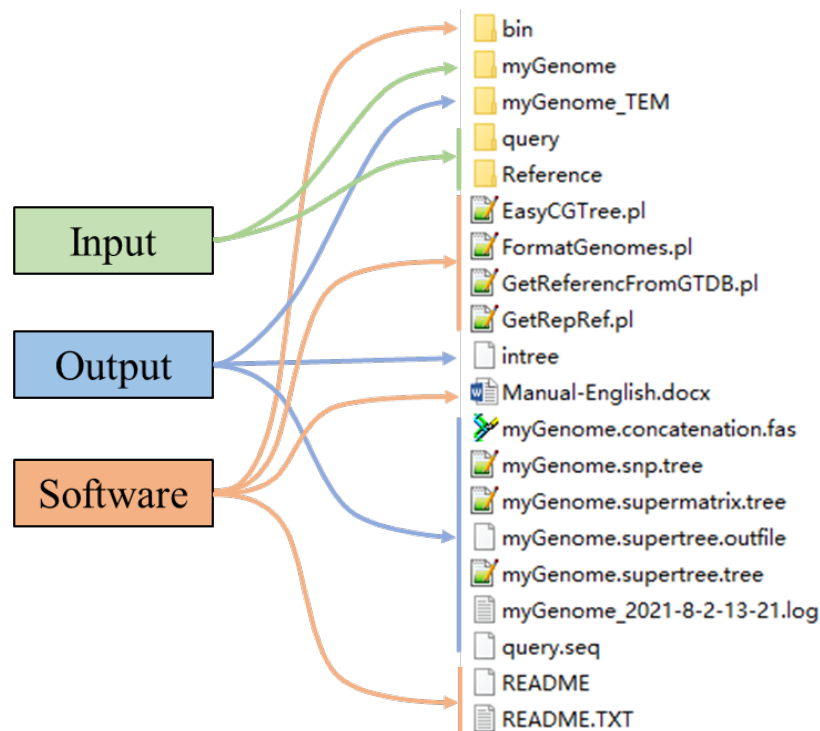 Input
Output
Software
bin
myGenome
myGenome_TEM
query
Reference
EasyCGTree.pl
FormatGenomes.pl
GetReferencFromGTDB.pl
GetRepRef.pl
intree
Manual-English.docx
myGenome.concatenation.fas
myGenome.snp.tree
myGenome.supermatrix.tree
myGenome.supertree.outfile
myGenome.supertree.tree
myGenome_2021-8-2-13-21.log
query.seq
README
README.TXT